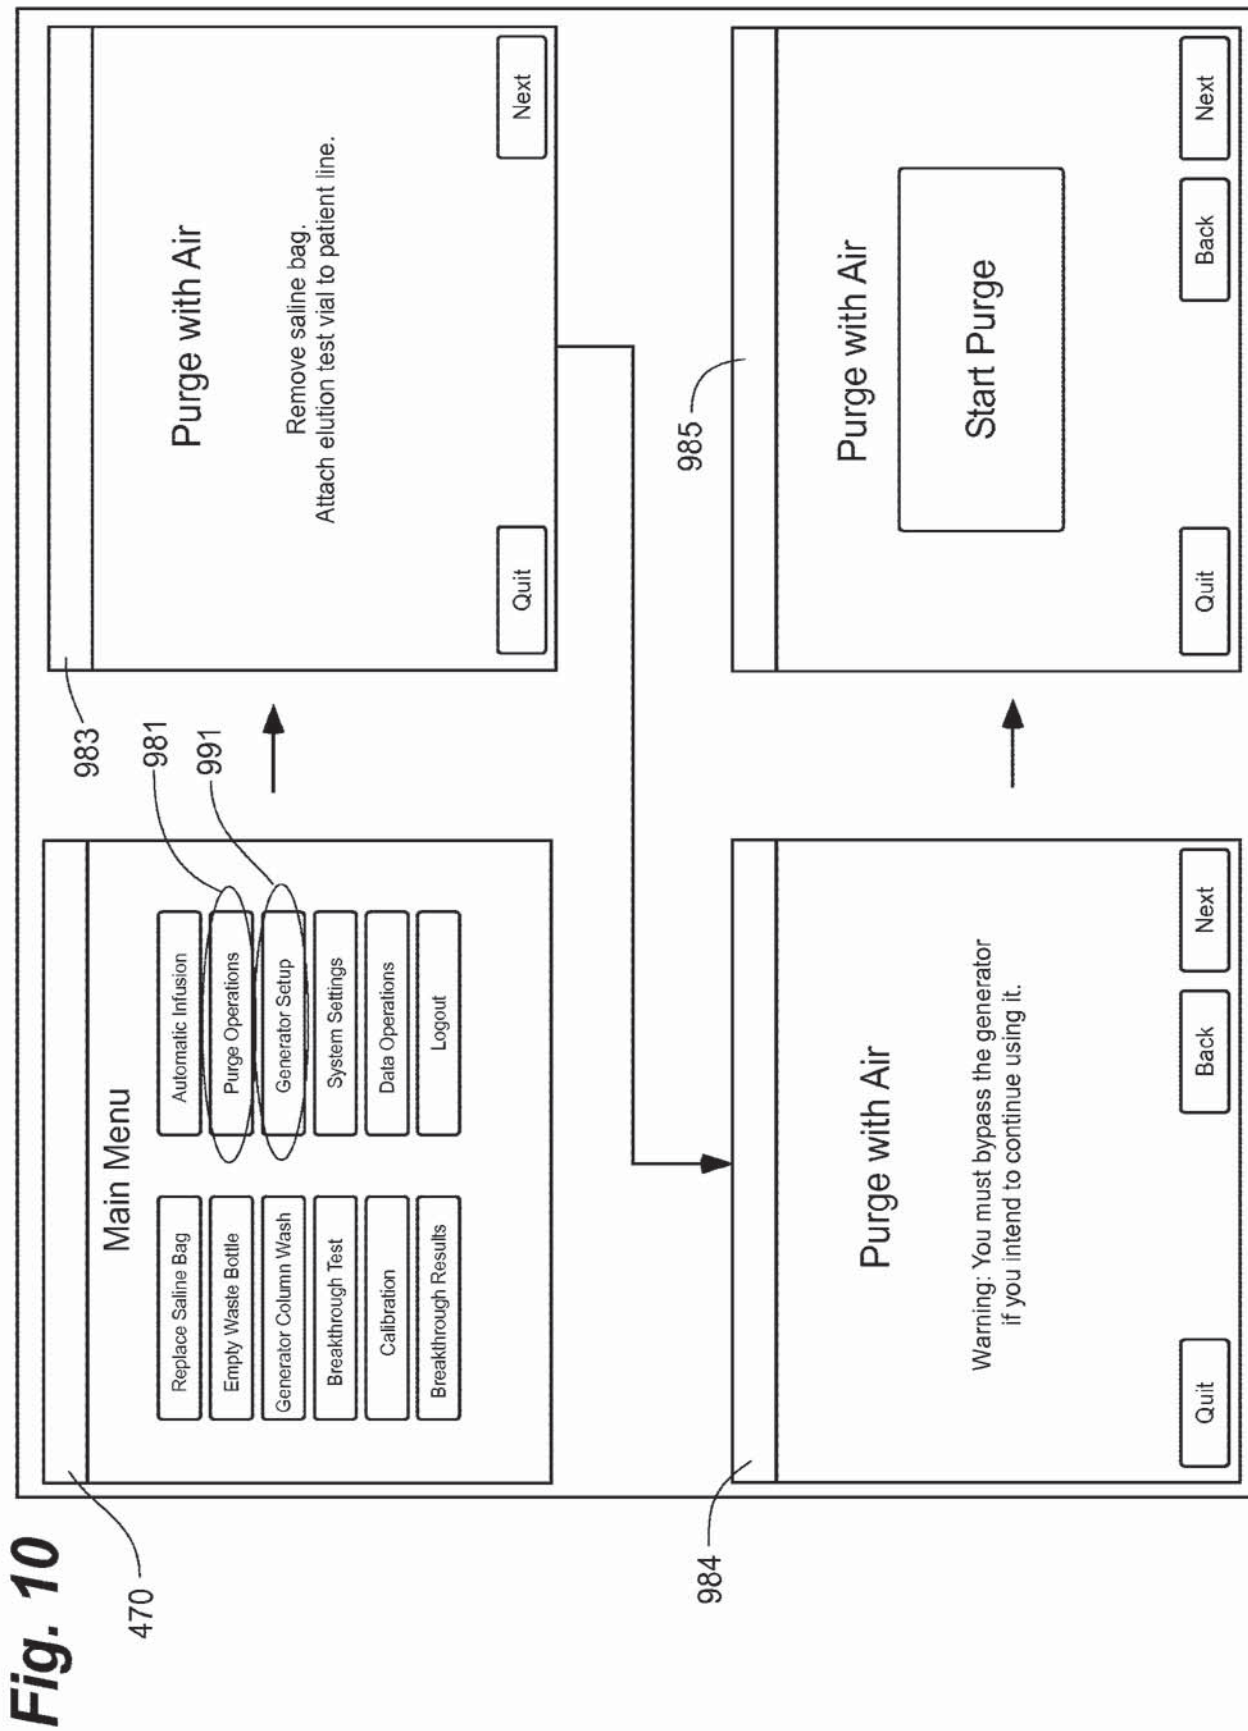 Fig. 10
470
Main Menu
Replace Saline Bag
Automatic Infusion
Empty Waste Bottle
Purge Operations
Generator Column Wash
Generator Setup
Breakthrough Test
System Settings
Calibration
Data Operations
Breakthrough Results
Logout
981
991
983
Purge with Air
Remove saline bag.
Attach elution test vial to patient line.
Quit
Next
984
Purge with Air
Warning: You must bypass the generator
if you intend to continue using it.
Quit
Back
Next
985
Purge with Air
Start Purge
Quit
Back
Next